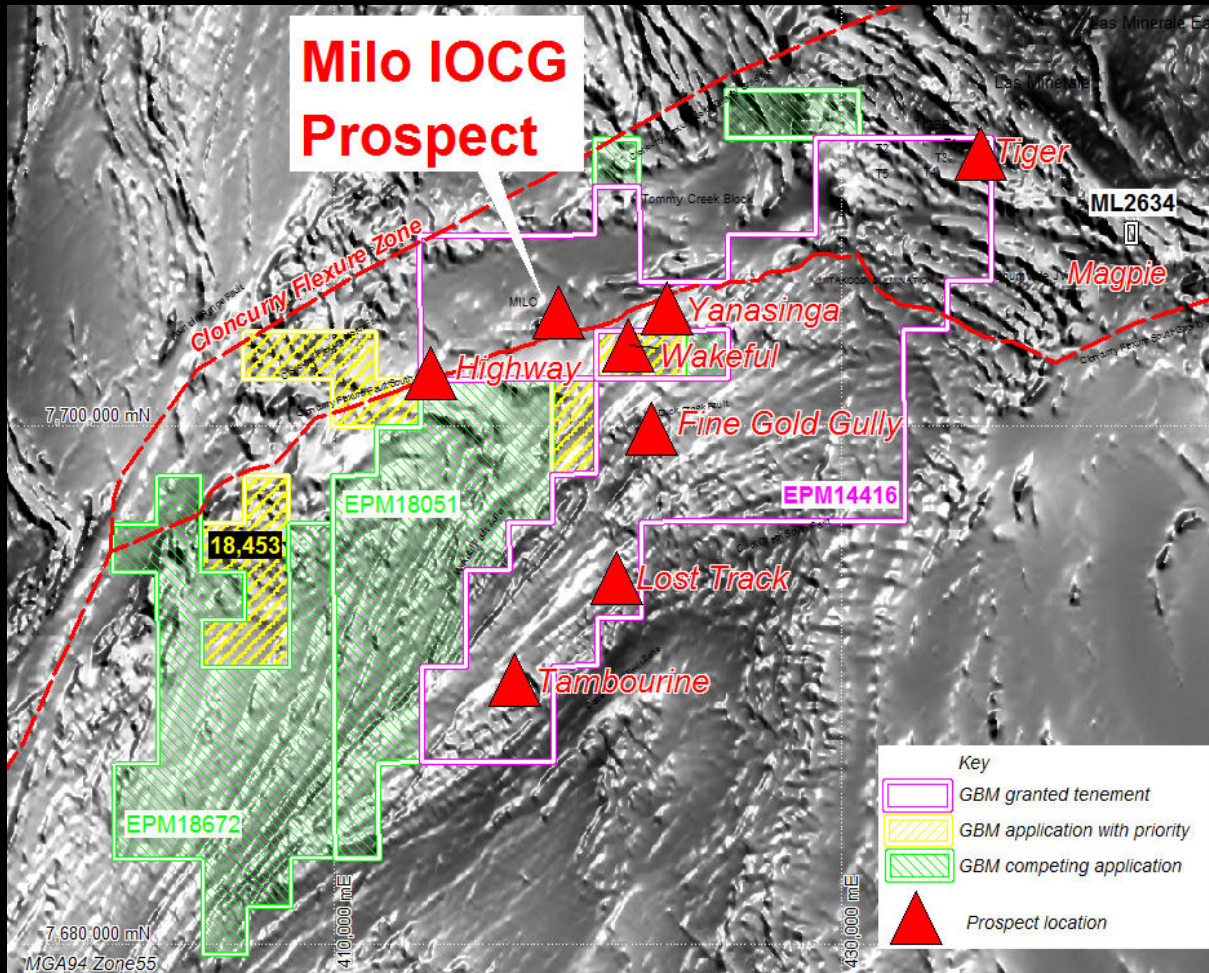 Milo IOCG
Prospect
Las Minerale
Tiger
T2
T3
T5
Tommy Creek Block
ML2634
Magpie
Cloncurry Flexure Zone
MILO
Yanasinga
Wakeful
Highway
7,700,000 mN
Fine Gold Gully
EPM18051
EPM14416
18,453
Lost Track
Tambourine
EPM18672
Key
GBM granted tenement
GBM application with priority
GBM competing application
Prospect location
410,000 mE
430,000 mE
7,680,000 mN
MGA94 Zone55